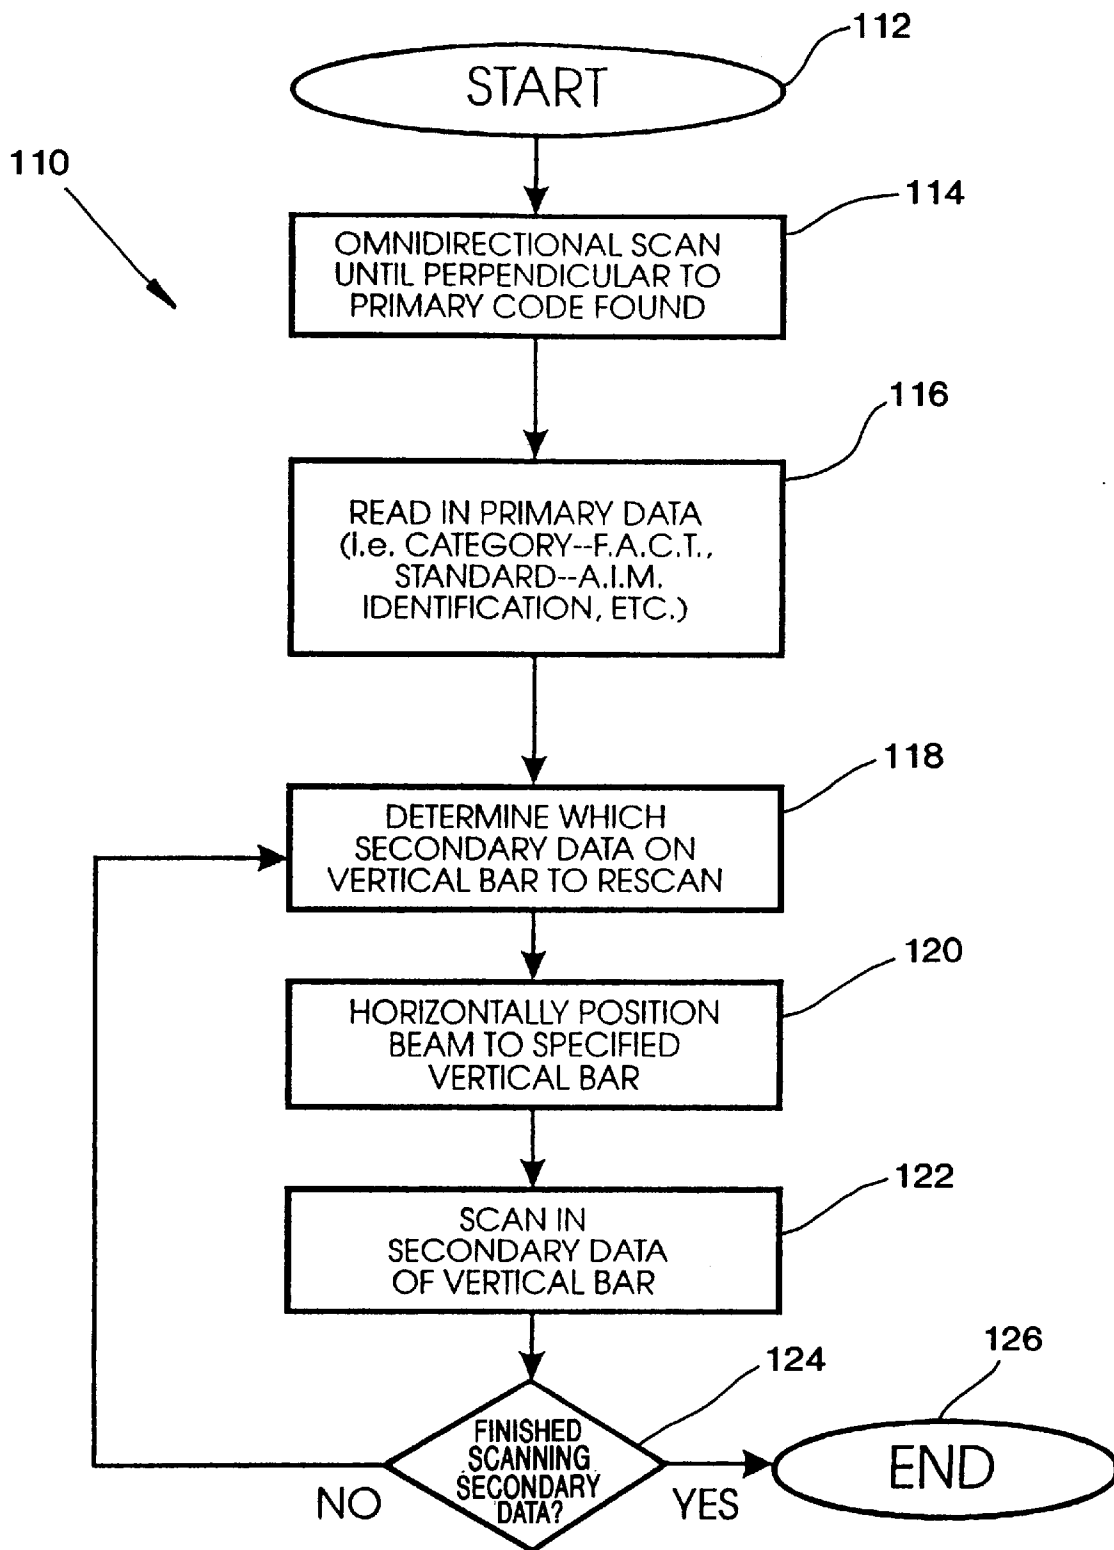 112
START
110
114
OMNIDIRECTIONAL SCAN
UNTIL PERPENDICULAR TO
PRIMARY CODE FOUND
116
READ IN PRIMARY DATA
(i.e. CATEGORY--F.A.C.T.,
STANDARD--A.I.M.
IDENTIFICATION, ETC.)
118
DETERMINE WHICH
SECONDARY DATA ON
VERTICAL BAR TO RESCAN
120
HORIZONTALLY POSITION
BEAM TO SPECIFIED
VERTICAL BAR
122
SCAN IN
SECONDARY DATA
OF VERTICAL BAR
124
126
FINISHED
SCANNING
SECONDARY
DATA?
NO
YES
END